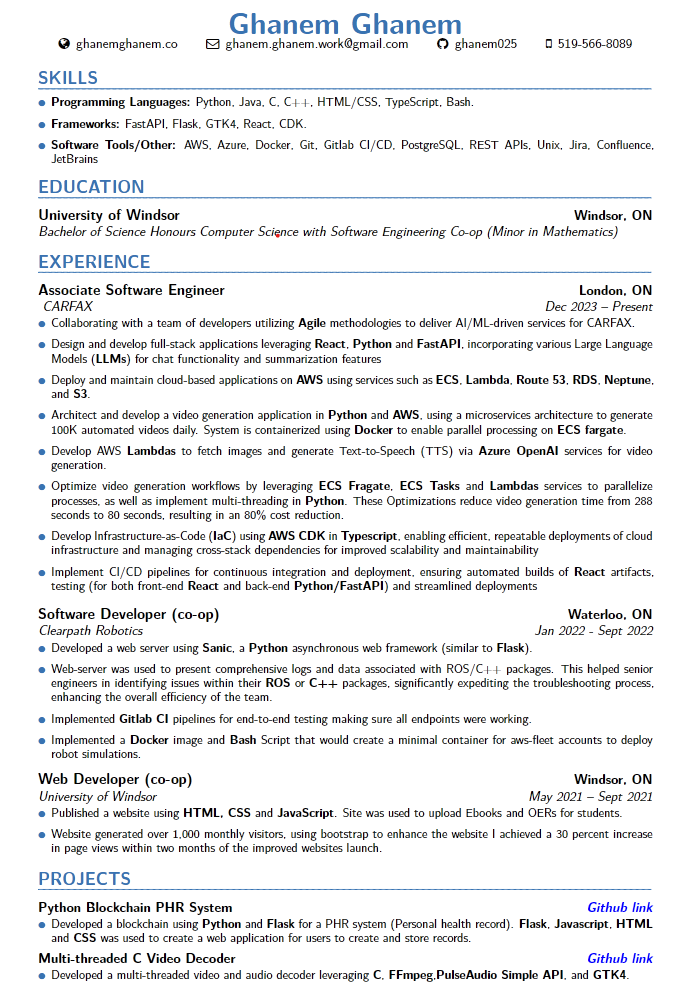 Ghanem Ghanem
ghanemghanem.co ghanem.ghanem.work@gmail.com ghanem025 519-566-8089
SKILLS
Programming Languages: Python, Java, C, C++, HTML/CSS, TypeScript, Bash.
Frameworks: FastAPI, Flask, GTK4, React, CDK.
Software Tools/Other: AWS, Azure, Docker, Git, Gitlab CI/CD, PostgreSQL, REST APIs, Unix, Jira, Confluence,
JetBrains
EDUCATION
University of Windsor Windsor, ON
Bachelor of Science Honours Computer Science with Software Engineering Co-op (Minor in Mathematics)
EXPERIENCE
Associate Software Engineer London, ON
CARFAX Dec 2023 – Present
Collaborating with a team of developers utilizing Agile methodologies to deliver AI/ML-driven services for CARFAX.
Design and develop full-stack applications leveraging React, Python and FastAPI, incorporating various Large Language
Models (LLMs) for chat functionality and summarization features
Deploy and maintain cloud-based applications on AWS using services such as ECS, Lambda, Route 53, RDS, Neptune,
and S3.
Architect and develop a video generation application in Python and AWS, using a microservices architecture to generate
100K automated videos daily. System is containerized using Docker to enable parallel processing on ECS fargate.
Develop AWS Lambdas to fetch images and generate Text-to-Speech (TTS) via Azure OpenAI services for video
generation.
Optimize video generation workflows by leveraging ECS Fragate, ECS Tasks and Lambdas services to parallelize
processes, as well as implement multi-threading in Python. These Optimizations reduce video generation time from 288
seconds to 80 seconds, resulting in an 80% cost reduction.
Develop Infrastructure-as-Code (IaC) using AWS CDK in Typescript, enabling efficient, repeatable deployments of cloud
infrastructure and managing cross-stack dependencies for improved scalability and maintainability
Implement CI/CD pipelines for continuous integration and deployment, ensuring automated builds of React artifacts,
testing (for both front-end React and back-end Python/FastAPI) and streamlined deployments
Software Developer (co-op) Waterloo, ON
Clearpath Robotics Jan 2022 - Sept 2022
Developed a web server using Sanic, a Python asynchronous web framework (similar to Flask).
Web-server was used to present comprehensive logs and data associated with ROS/C++ packages. This helped senior
engineers in identifying issues within their ROS or C++ packages, significantly expediting the troubleshooting process,
enhancing the overall efficiency of the team.
Implemented Gitlab CI pipelines for end-to-end testing making sure all endpoints were working.
Implemented a Docker image and Bash Script that would create a minimal container for aws-fleet accounts to deploy
robot simulations.
Web Developer (co-op) Windsor, ON
University of Windsor May 2021 – Sept 2021
Published a website using HTML, CSS and JavaScript. Site was used to upload Ebooks and OERs for students.
Website generated over 1,000 monthly visitors, using bootstrap to enhance the website I achieved a 30 percent increase
in page views within two months of the improved websites launch.
PROJECTS
Python Blockchain PHR System Github link
Developed a blockchain using Python and Flask for a PHR system (Personal health record). Flask, Javascript, HTML
and CSS was used to create a web application for users to create and store records.
Multi-threaded C Video Decoder Github link
Developed a multi-threaded video and audio decoder leveraging C, FFmpeg,PulseAudio Simple API, and GTK4.